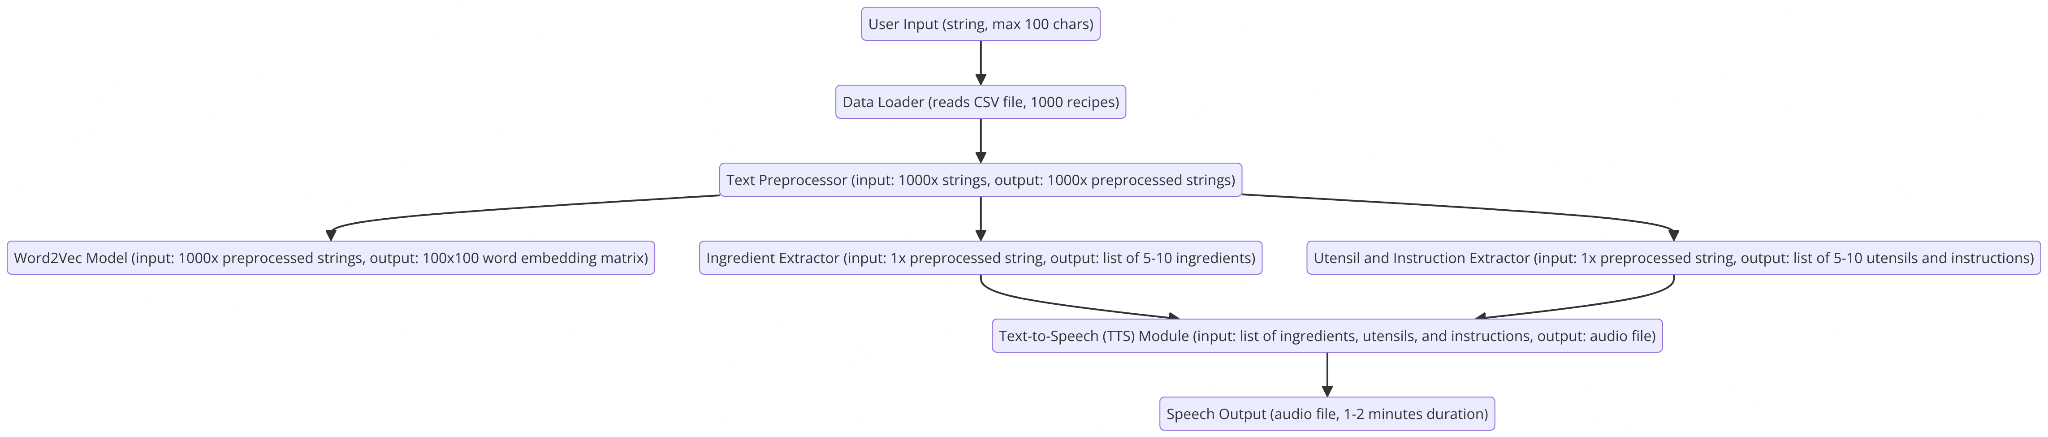 User Input (string, max 100 chars)
Data Loader (reads CSV file, 1000 recipes)
Text Preprocessor (input: 1000x strings, output: 1000x preprocessed strings)
Word2Vec Model (input: 1000x preprocessed strings, output: 100x100 word embedding matrix)
Ingredient Extractor (input: 1x preprocessed string, output: list of 5-10 ingredients)
Utensil and Instruction Extractor (input: 1x preprocessed string, output: list of 5-10 utensils and instructions)
Text-to-Speech (TTS) Module (input: list of ingredients, utensils, and instructions, output: audio file)
Speech Output (audio file, 1-2 minutes duration)